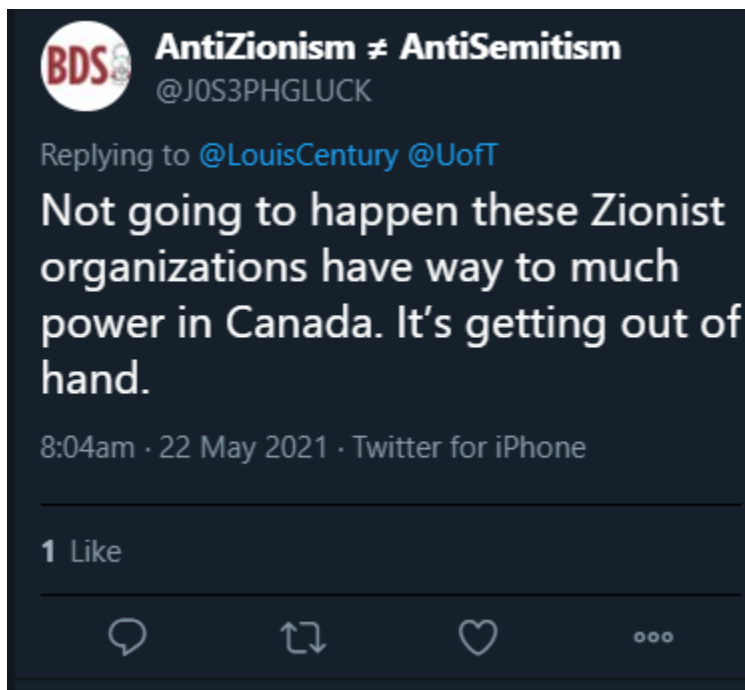 BDS
AntiZionism ≠ AntiSemitism
@J0S3PHGLUCK
Replying to @LouisCentury @UofT
Not going to happen these Zionist
organizations have way to much
power in Canada. It's getting out of
hand.
8:04am · 22 May 2021 · Twitter for iPhone
1 Like